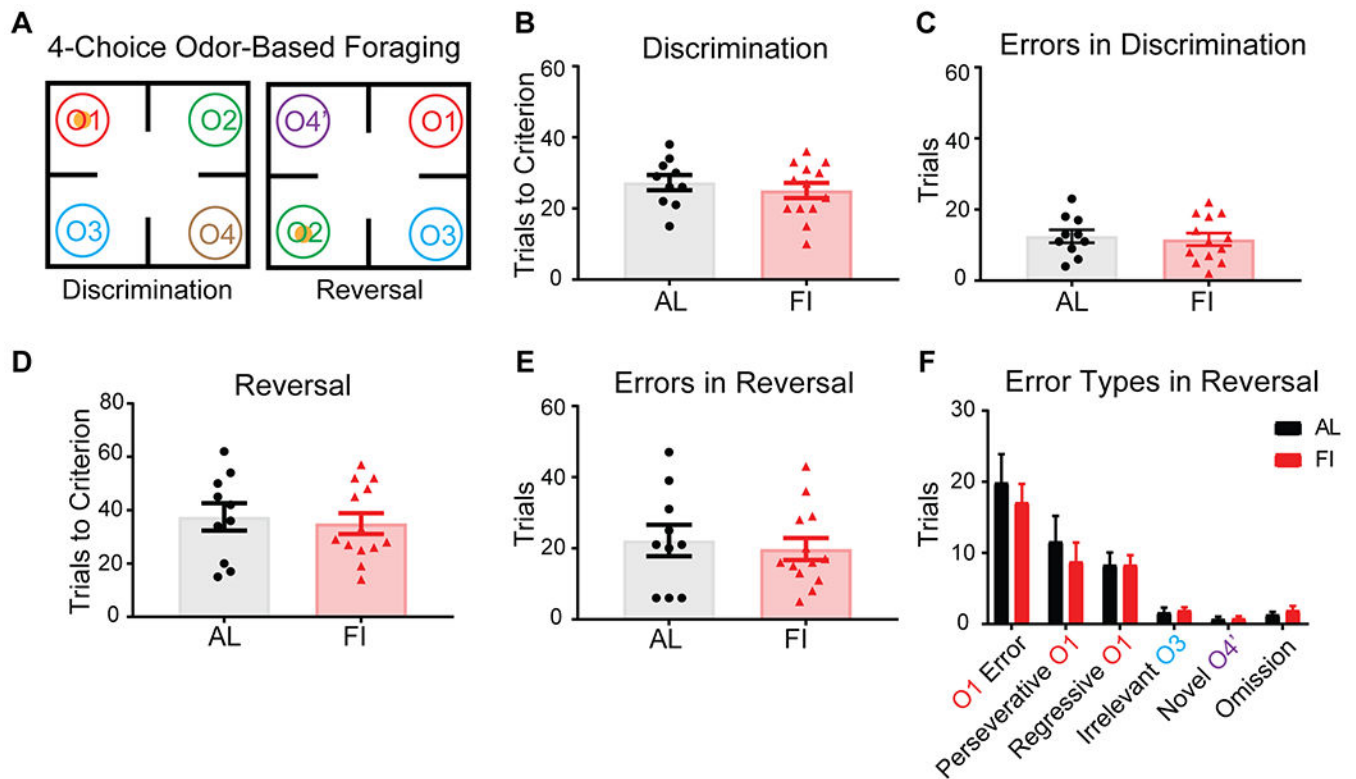 A
4-Choice Odor-Based Foraging
O1
O2
O3
O4
Discrimination
O4'
O1
O2
O3
Reversal
B
Discrimination
Trials to Criterion
60
40
20
0
AL
FI
C
Errors in Discrimination
Trials
60
40
20
0
AL
FI
D
Reversal
Trials to Criterion
80
60
40
20
0
AL
FI
E
Errors in Reversal
Trials
60
40
20
0
AL
FI
F
Error Types in Reversal
AL
FI
Trials
30
20
10
0
O1 Error
Perseverative O1
Regressive O1
Irrelevant O3
Novel O4'
Omission